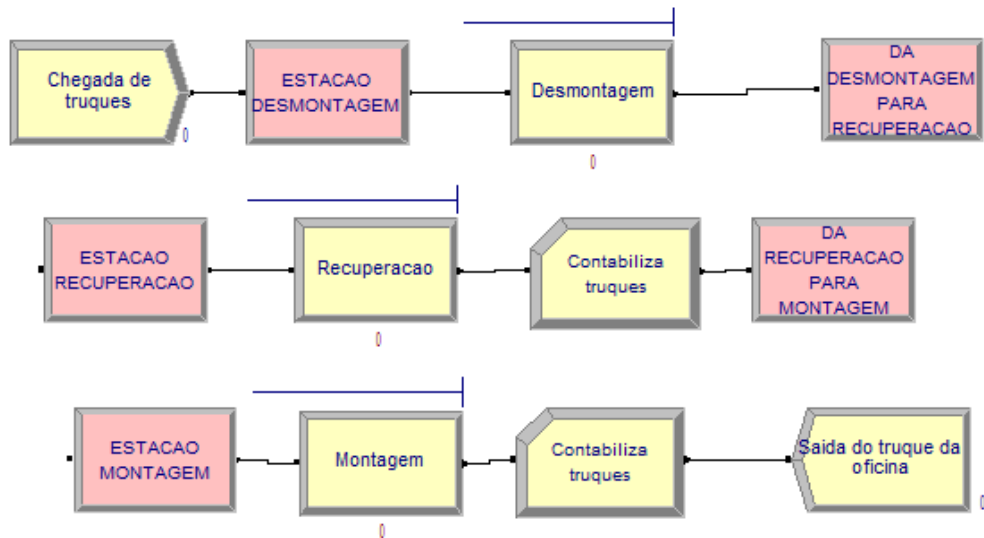 Chegada de
truques
0
ESTACAO
DESMONTAGEM
Desmontagem
0
DA
DESMONTAGEM
PARA
RECUPERACAO
ESTACAO
RECUPERACAO
Recuperacao
0
Contabiliza
truques
DA
RECUPERACAO
PARA
MONTAGEM
ESTACAO
MONTAGEM
Montagem
0
Contabiliza
truques
Saida do truque da
oficina
0